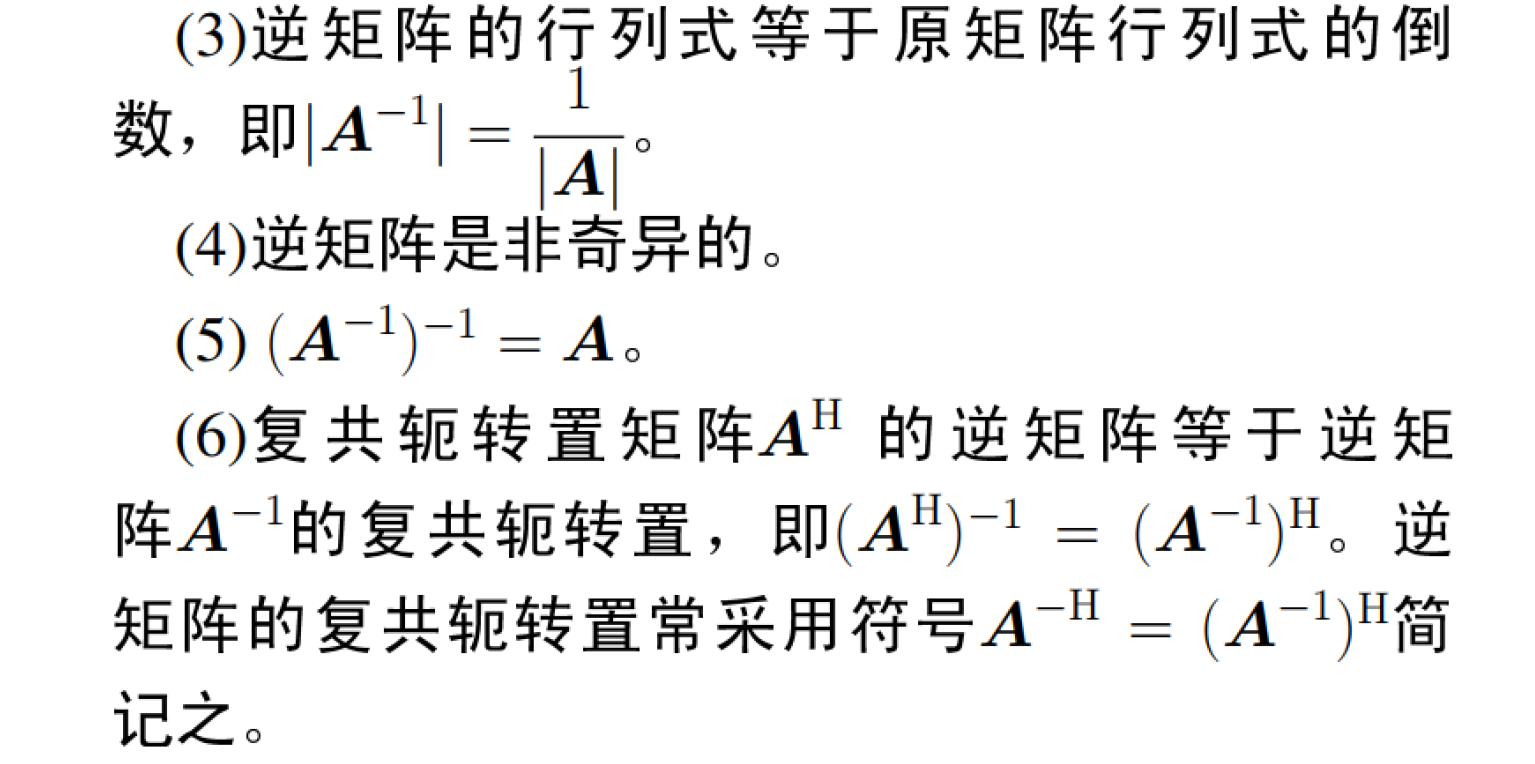 (3)逆矩阵的行列式等于原矩阵行列式的倒
数，即$|\boldsymbol{A}^{-1}| = \dfrac{1}{|\boldsymbol{A}|}$。
(4)逆矩阵是非奇异的。
(5) $(\boldsymbol{A}^{-1})^{-1} = \boldsymbol{A}$。
(6)复共轭转置矩阵$\boldsymbol{A}^{\mathrm{H}}$ 的逆矩阵等于逆矩
阵$\boldsymbol{A}^{-1}$的复共轭转置，即$(\boldsymbol{A}^{\mathrm{H}})^{-1} = (\boldsymbol{A}^{-1})^{\mathrm{H}}$。逆
矩阵的复共轭转置常采用符号$\boldsymbol{A}^{-\mathrm{H}} = (\boldsymbol{A}^{-1})^{\mathrm{H}}$简
记之。